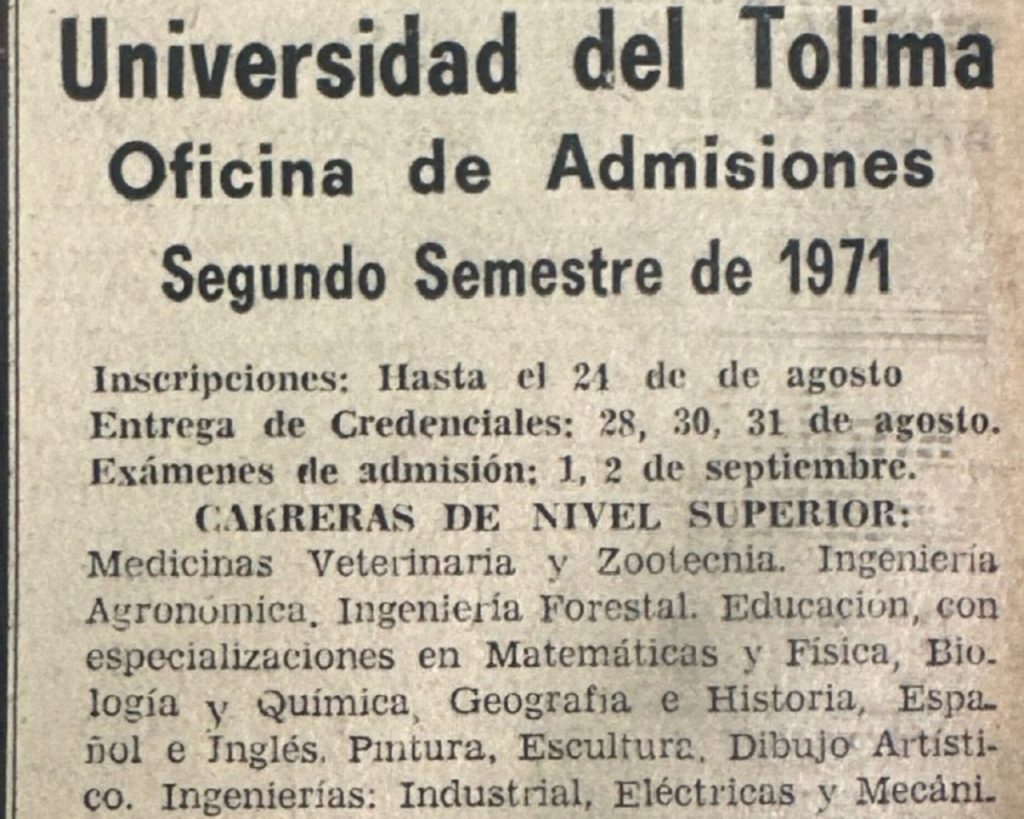 Universidad del Tolima
Oficina de Admisiones
Segundo Semestre de 1971
Inscripciones: Hasta el 21 de de agosto
Entrega de Credenciales: 28, 30, 31 de agosto.
Exámenes de admisión: 1, 2 de septiembre.
CARRERAS DE NIVEL SUPERIOR:
Medicinas Veterinaria y Zootecnia. Ingeniería
Agronómica. Ingeniería Forestal. Educación, con
especializaciones en Matemáticas y Física, Bio-
logía y Química, Geografía e Historia, Espa-
ñol e Inglés. Pintura, Escultura, Dibujo Artísti-
co. Ingenierías: Industrial, Eléctricas y Mecáni-